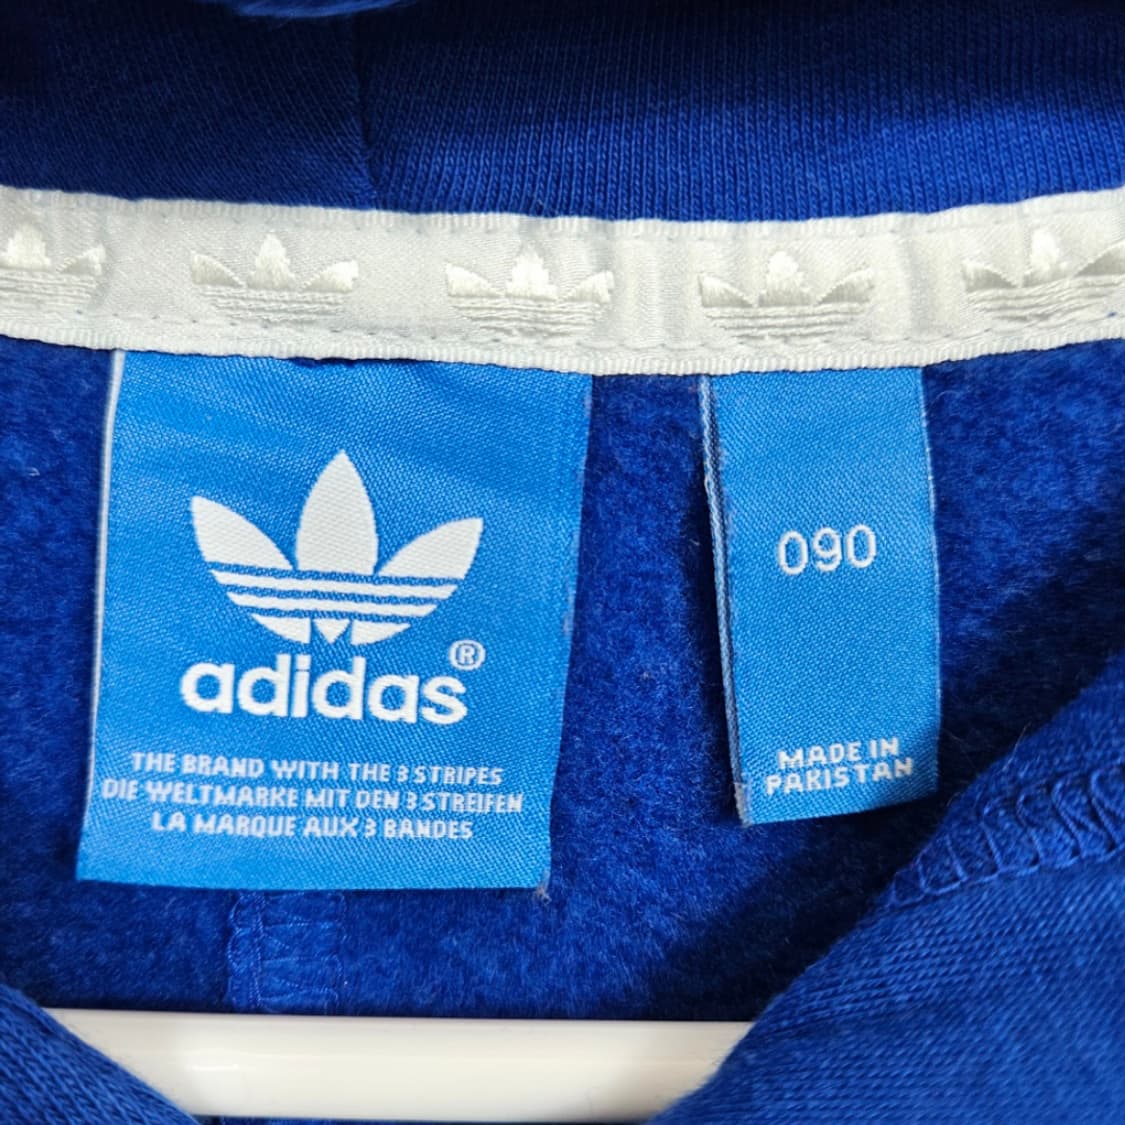 adidas®
THE BRAND WITH THE 3 STRIPES
DIE WELTMARKE MIT DEN 3 STREIFEN
LA MARQUE AUX 3 BANDES
090
MADE IN
PAKISTAN